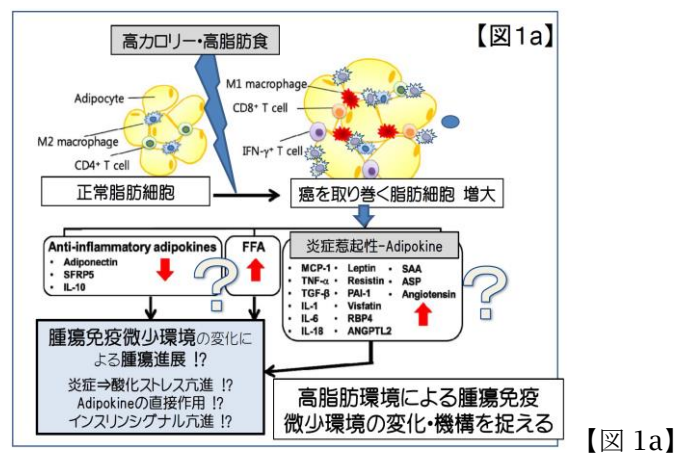 高カロリー・高脂肪食
【図1a】
Adipocyte
M2 macrophage
CD4⁺ T cell
M1 macrophage
CD8⁺ T cell
IFN-γ⁺ T cell
正常脂肪細胞
癌を取り巻く脂肪細胞 増大
Anti-inflammatory adipokines
• Adiponectin
• SFRP5
• IL-10
?
FFA
炎症惹起性-Adipokine
• MCP-1 • Leptin • SAA
• TNF-α • Resistin • ASP
• TGF-β • PAI-1 • Angiotensin
• IL-1 • Visfatin
• IL-6 • RBP4
• IL-18 • ANGPTL2
?
腫瘍免疫微少環境の変化に
よる腫瘍進展 !?
炎症⇒酸化ストレス亢進 !?
Adipokineの直接作用 !?
インスリンシグナル亢進 !?
高脂肪環境による腫瘍免疫
微少環境の変化・機構を捉える
【図 1a】